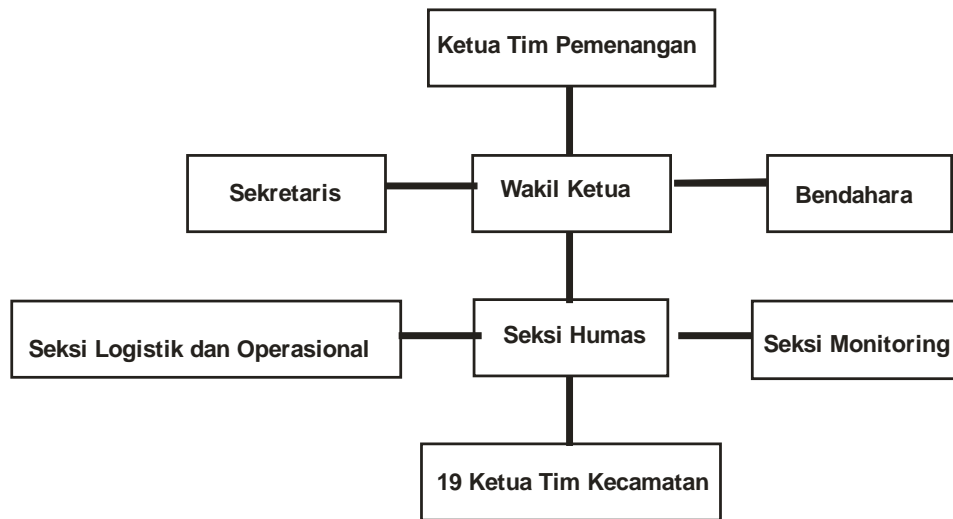 Ketua Tim Pemenangan
Sekretaris
Wakil Ketua
Bendahara
Seksi Logistik dan Operasional
Seksi Humas
Seksi Monitoring
19 Ketua Tim Kecamatan